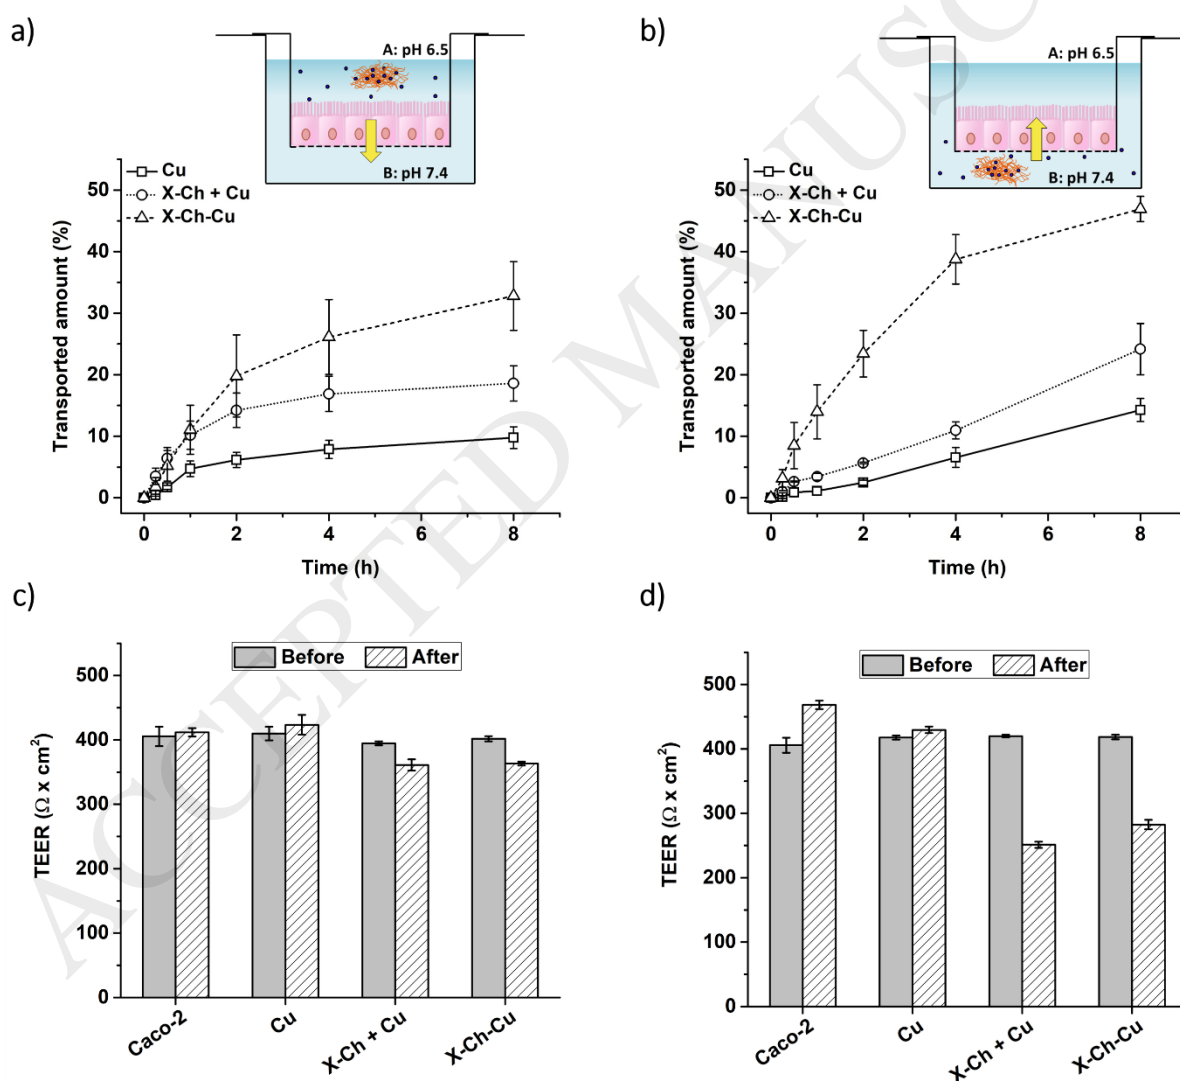 a)
A: pH 6.5
B: pH 7.4
Cu
X-Ch + Cu
X-Ch-Cu
Transported amount (%)
50
40
30
20
10
0
0
2
4
6
8
Time (h)
b)
A: pH 6.5
B: pH 7.4
Cu
X-Ch + Cu
X-Ch-Cu
Transported amount (%)
50
40
30
20
10
0
0
2
4
6
8
Time (h)
c)
Before
After
TEER (Ω x cm²)
500
400
300
200
100
0
Caco-2
Cu
X-Ch + Cu
X-Ch-Cu
d)
Before
After
TEER (Ω x cm²)
500
400
300
200
100
0
Caco-2
Cu
X-Ch + Cu
X-Ch-Cu
ACCEPTED MANUSC